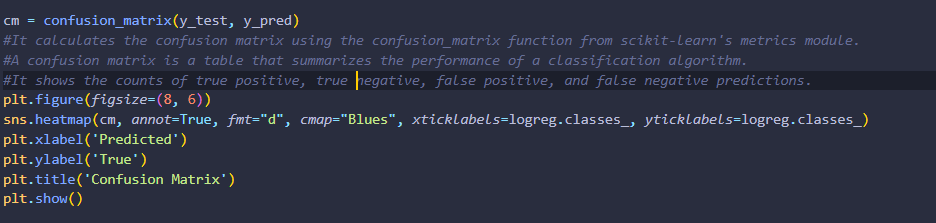 cm = confusion_matrix(y_test, y_pred)
#It calculates the confusion matrix using the confusion_matrix function from scikit-learn's metrics module.
#A confusion matrix is a table that summarizes the performance of a classification algorithm.
#It shows the counts of true positive, true negative, false positive, and false negative predictions.
plt.figure(figsize=(8, 6))
sns.heatmap(cm, annot=True, fmt="d", cmap="Blues", xticklabels=logreg.classes_, yticklabels=logreg.classes_)
plt.xlabel('Predicted')
plt.ylabel('True')
plt.title('Confusion Matrix')
plt.show()